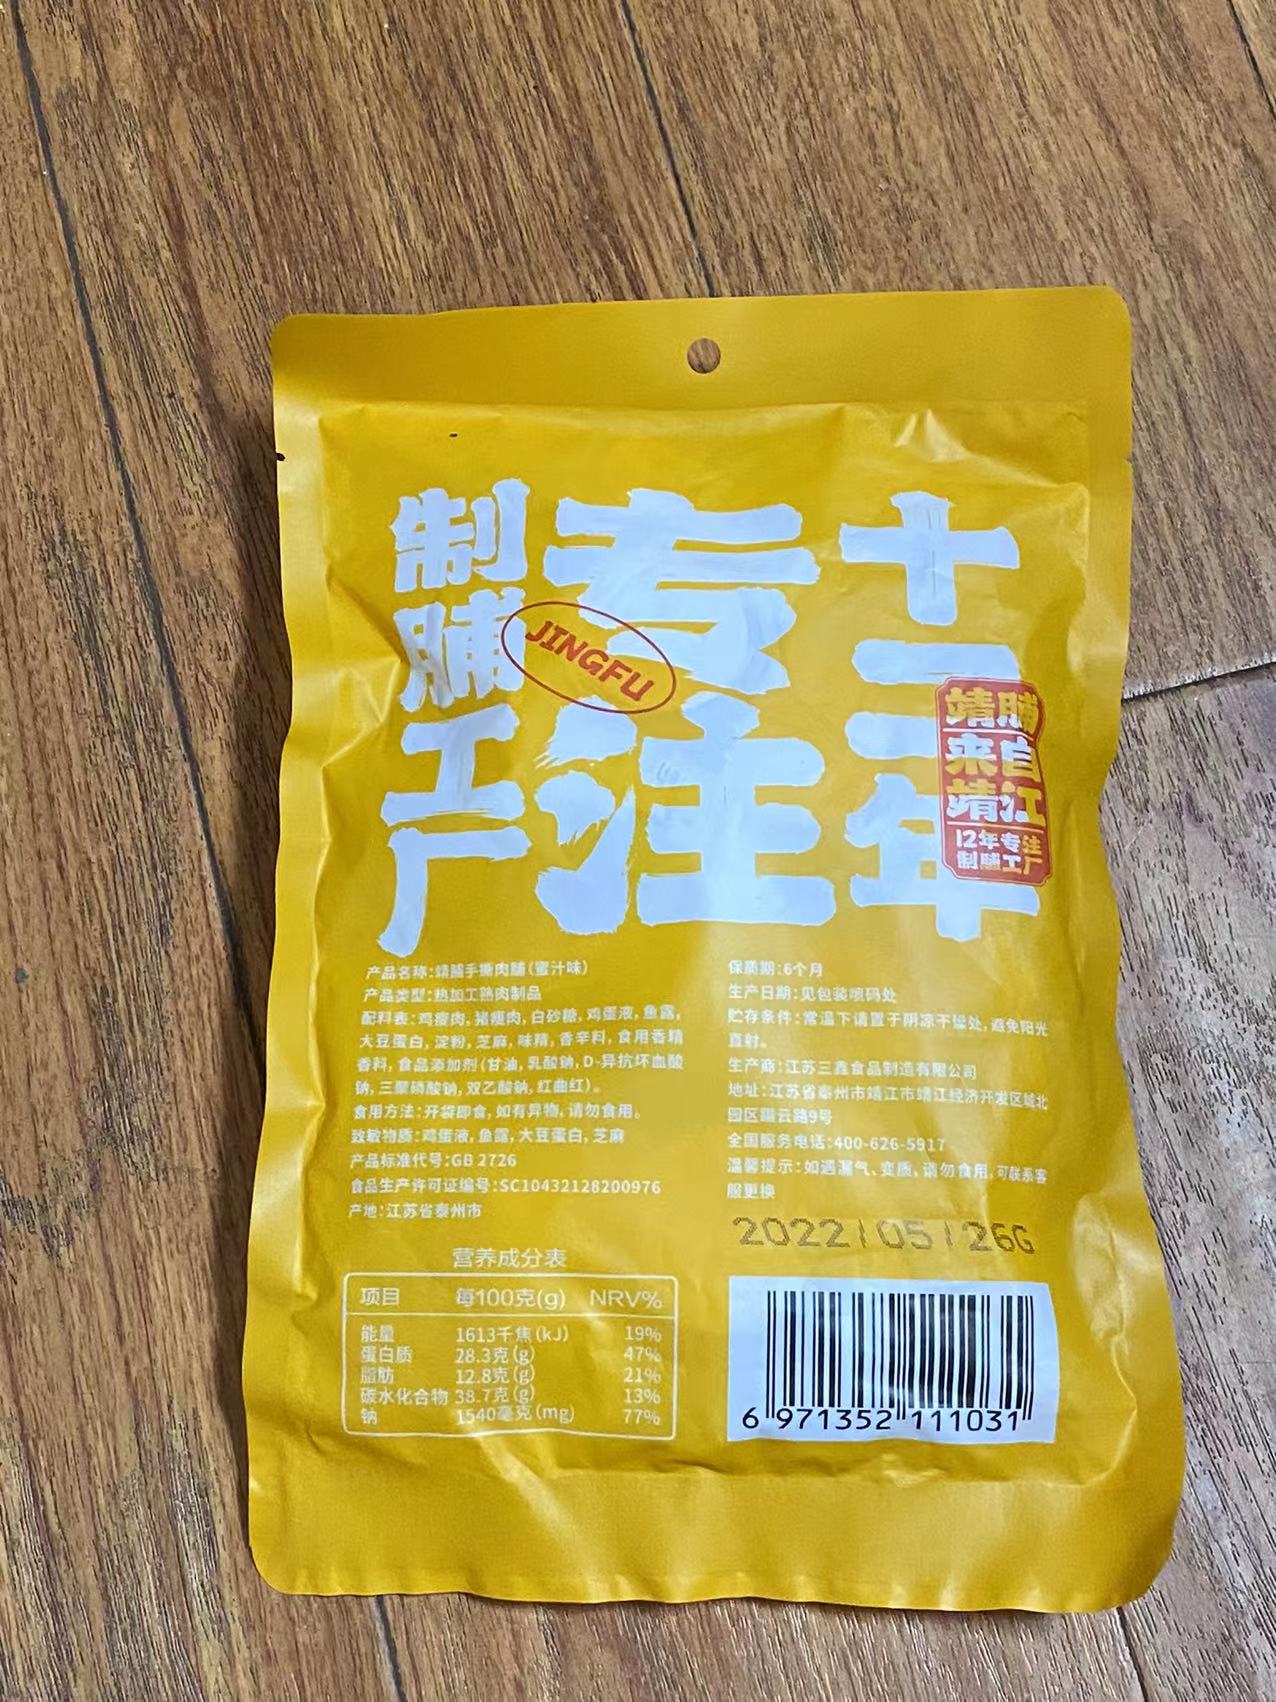 十二年
专注
制脯工厂
JINGFU
靖脯
来自
靖江
12年专注
制脯工厂
产品名称:靖脯手撕肉脯(蜜汁味)
产品类型:热加工熟肉制品
配料表:鸡瘦肉,猪瘦肉,白砂糖,鸡蛋液,鱼露,
大豆蛋白,淀粉,芝麻,味精,香辛料,食用香精
香料,食品添加剂(甘油,乳酸钠,D-异抗坏血酸
钠,三聚磷酸钠,双乙酸钠,红曲红)。
食用方法:开袋即食,如有异物,请勿食用。
致敏物质:鸡蛋液,鱼露,大豆蛋白,芝麻
产品标准代号:GB 2726
食品生产许可证编号:SC10432128200976
产地:江苏省泰州市
保质期:6个月
生产日期:见包装喷码处
贮存条件:常温下请置于阴凉干燥处,避免阳光
直射。
生产商:江苏三鑫食品制造有限公司
地址:江苏省泰州市靖江市靖江经济开发区城北
园区疆云路9号
全国服务电话:400-626-5917
温馨提示:如遇漏气、变质,请勿食用,可联系客
服更换
2022/05/26G
营养成分表
项目 每100克(g) NRV%
能量 1613千焦(kJ) 19%
蛋白质 28.3克(g) 47%
脂肪 12.8克(g) 21%
碳水化合物 38.7克(g) 13%
钠 1540毫克(mg) 77%
6 971352 111031